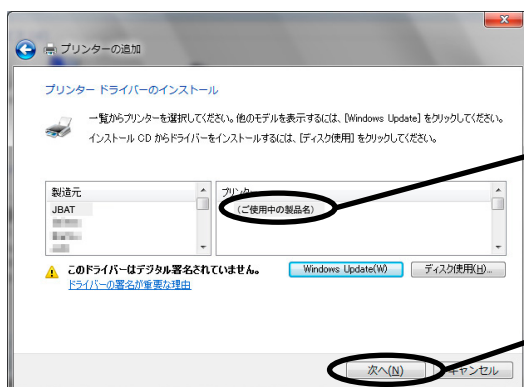 プリンターの追加
プリンター ドライバーのインストール
一覧からプリンターを選択してください。他のモデルを表示するには、[Windows Update] をクリックしてください。
インストール CD からドライバーをインストールするには、[ディスク使用] をクリックしてください。
製造元
JBAT
プリンター
(ご使用中の製品名)
このドライバーはデジタル署名されていません。
ドライバーの署名が重要な理由
Windows Update(W)
ディスク使用(H)...
次へ(N)
キャンセル